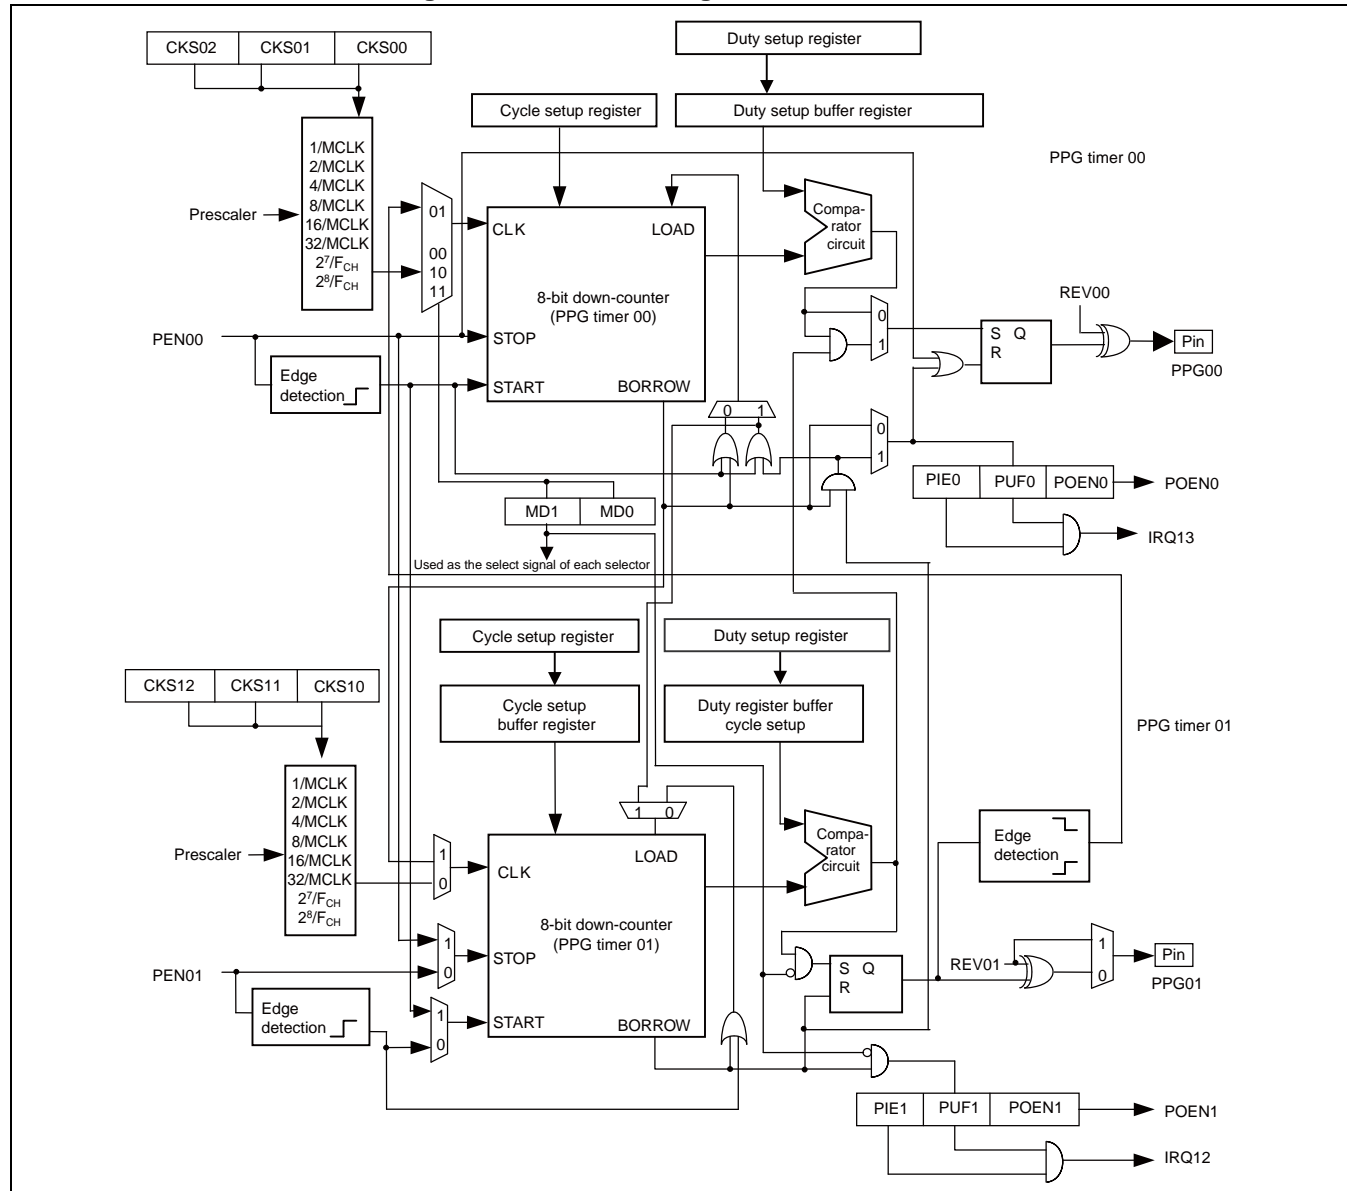 Duty setup register
CKS02 CKS01 CKS00
Cycle setup register
Duty setup buffer register
PPG timer 00
1/MCLK
2/MCLK
4/MCLK
8/MCLK
16/MCLK
32/MCLK
2⁷/F_CH
2⁸/F_CH
Prescaler
01
00
10
11
CLK
LOAD
8-bit down-counter
(PPG timer 00)
STOP
START
BORROW
Compa-
rator
circuit
PEN00
Edge
detection
0
1
S Q
R
REV00
Pin
PPG00
0 1
0
1
PIE0 PUF0 POEN0
POEN0
IRQ13
MD1 MD0
Used as the select signal of each selector
Cycle setup register
Duty setup register
CKS12 CKS11 CKS10
Cycle setup
buffer register
Duty register buffer
cycle setup
PPG timer 01
1/MCLK
2/MCLK
4/MCLK
8/MCLK
16/MCLK
32/MCLK
2⁷/F_CH
2⁸/F_CH
Prescaler
1 0
1
0
CLK
LOAD
8-bit down-counter
(PPG timer 01)
STOP
START
BORROW
Compa-
rator
circuit
Edge
detection
1
0
PEN01
Edge
detection
1
0
S Q
R
REV01
1
0
Pin
PPG01
PIE1 PUF1 POEN1
POEN1
IRQ12